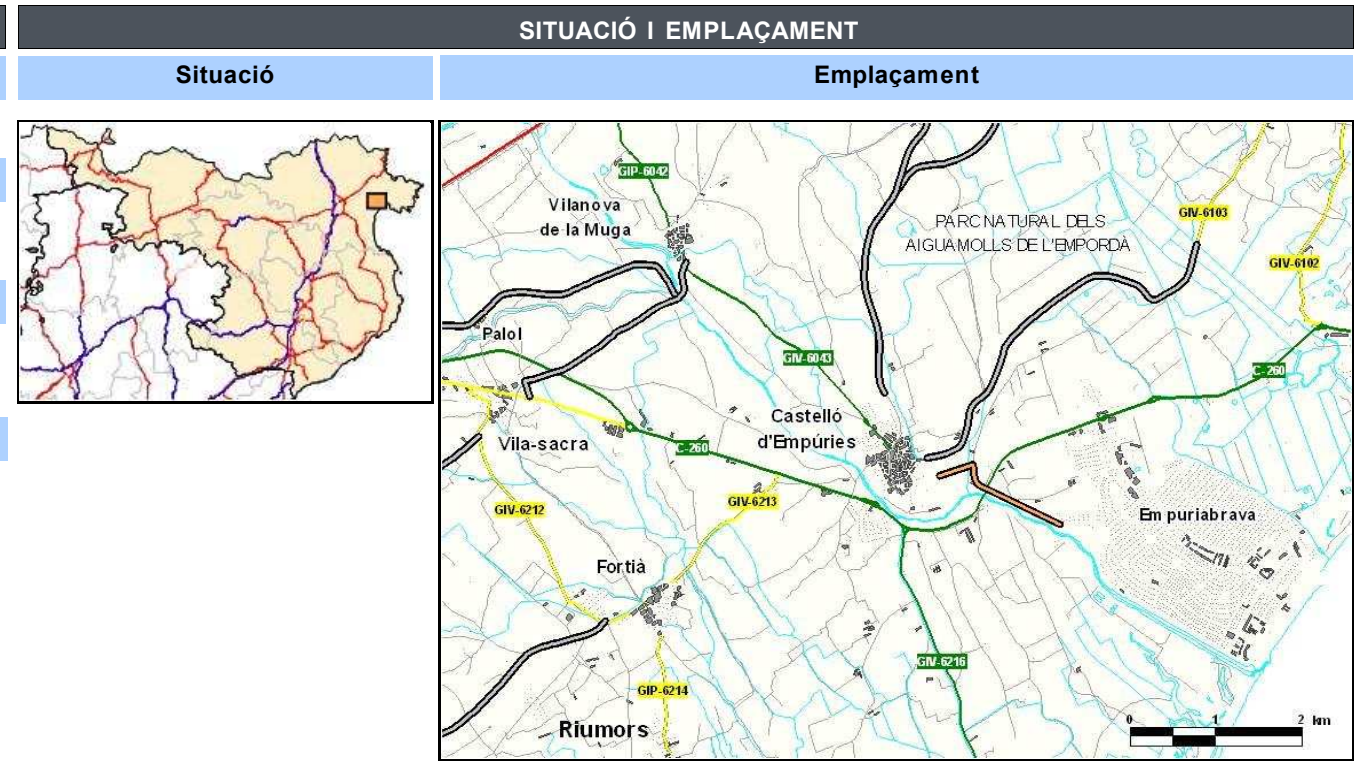 SITUACIÓ I EMPLAÇAMENT
Situació
Emplaçament
GIP-6042
Vilanova
de la Muga
PARC NATURAL DELS
AIGUAMOLLS DE L'EMPORDÀ
GIV-6103
GIV-6102
Palol
GIV-6043
C-260
Castelló
d'Empúries
Vila-sacra
C-260
GIV-6212
GIV-6213
Empuriabrava
Fortià
GIV-6216
GIP-6214
Riumors
0 1 2 km